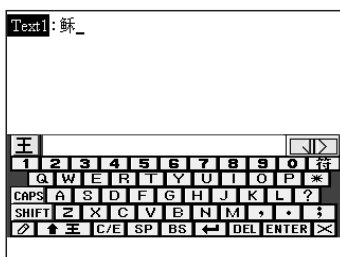 Text1:稣_
王
1 2 3 4 5 6 7 8 9 0 符
Q W E R T Y U I O P *
CAPS A S D F G H J K L ?
SHIFT Z X C V B N M , . ;
王 C/E SP BS DEL ENTER